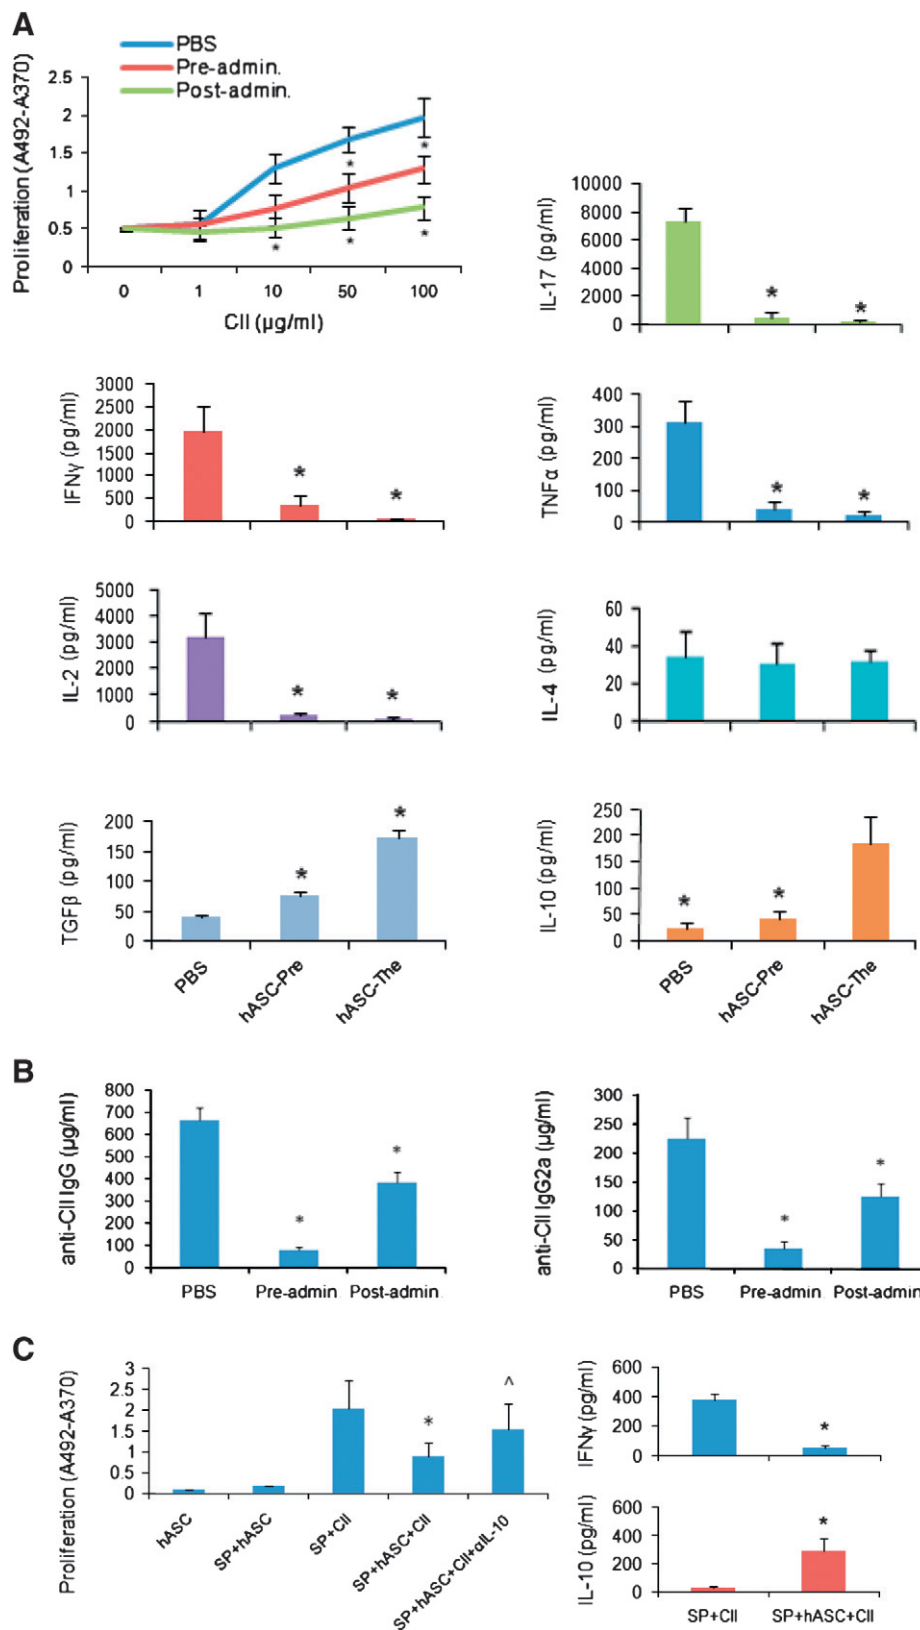 A
PBS
Pre-admin.
Post-admin.
Proliferation (A492-A370)
2.5
2
1.5
1
0.5
0
0 1 10 50 100
CII (µg/ml)
* * * * *
IL-17 (pg/ml)
10000
8000
6000
4000
2000
0
* *
IFNγ (pg/ml)
3000
2500
2000
1500
1000
500
0
* *
TNFα (pg/ml)
400
300
200
100
0
* *
IL-2 (pg/ml)
5000
4000
3000
2000
1000
0
* *
IL-4 (pg/ml)
60
40
20
0
TGFβ (pg/ml)
200
150
100
50
0
* *
PBS
hASC-Pre
hASC-The
IL-10 (pg/ml)
250
200
150
100
50
0
* *
PBS
hASC-Pre
hASC-The
B
anti-CII IgG (µg/ml)
800
700
600
500
400
300
200
100
0
* *
PBS Pre-admin Post-admin.
anti-CII IgG2a (µg/ml)
300
250
200
150
100
50
0
* *
PBS Pre-admin Post-admin
C
Proliferation (A492-A370)
3
2.5
2
1.5
1
0.5
0
* ^
hASC
SP+hASC
SP+CII
SP+hASC+CII
SP+hASC+CII+αIL-10
IFNγ (pg/ml)
600
400
200
0
*
IL-10 (pg/ml)
600
400
200
0
*
SP+CII SP+hASC+CII